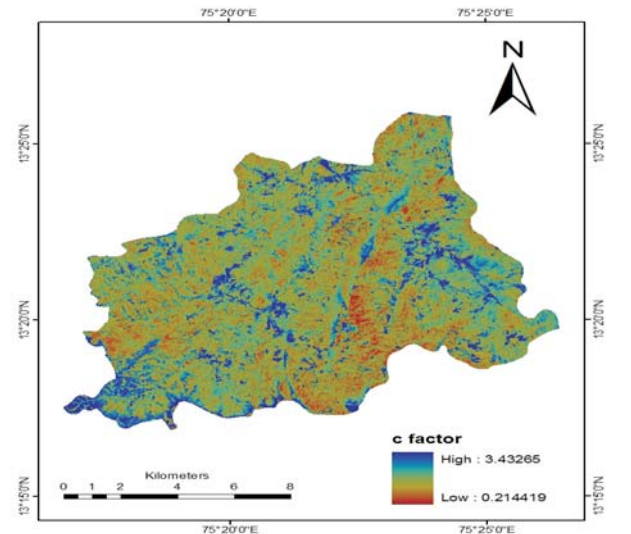 75°20'0"E 75°25'0"E
N
13°25'0"N 13°25'0"N
13°20'0"N 13°20'0"N
13°15'0"N 13°15'0"N
c factor
High : 3.43265
Low : 0.214419
Kilometers
0 1 2 4 6 8
75°20'0"E 75°25'0"E